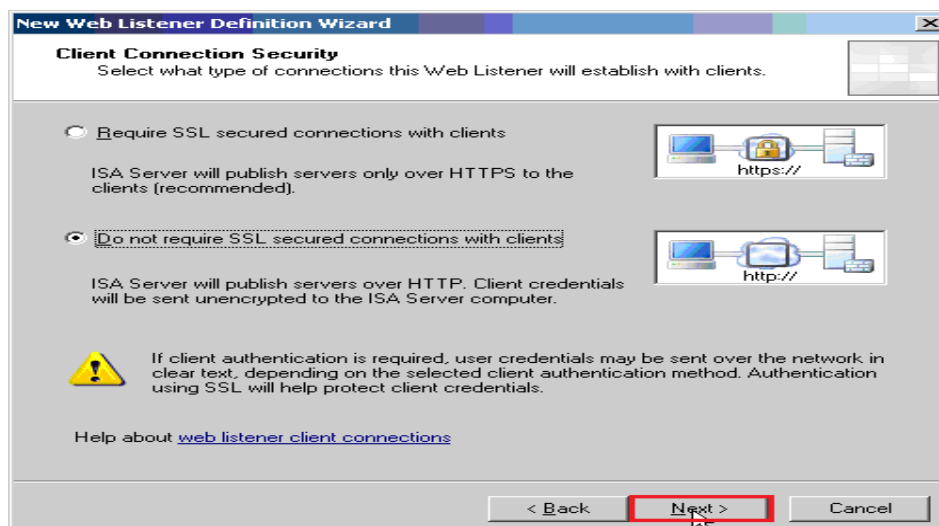 New Web Listener Definition Wizard
Client Connection Security
Select what type of connections this Web Listener will establish with clients.
Require SSL secured connections with clients
https://
ISA Server will publish servers only over HTTPS to the
clients (recommended).
Do not require SSL secured connections with clients
http://
ISA Server will publish servers over HTTP. Client credentials
will be sent unencrypted to the ISA Server computer.
If client authentication is required, user credentials may be sent over the network in
clear text, depending on the selected client authentication method. Authentication
using SSL will help protect client credentials.
Help about web listener client connections
< Back
Next >
Cancel